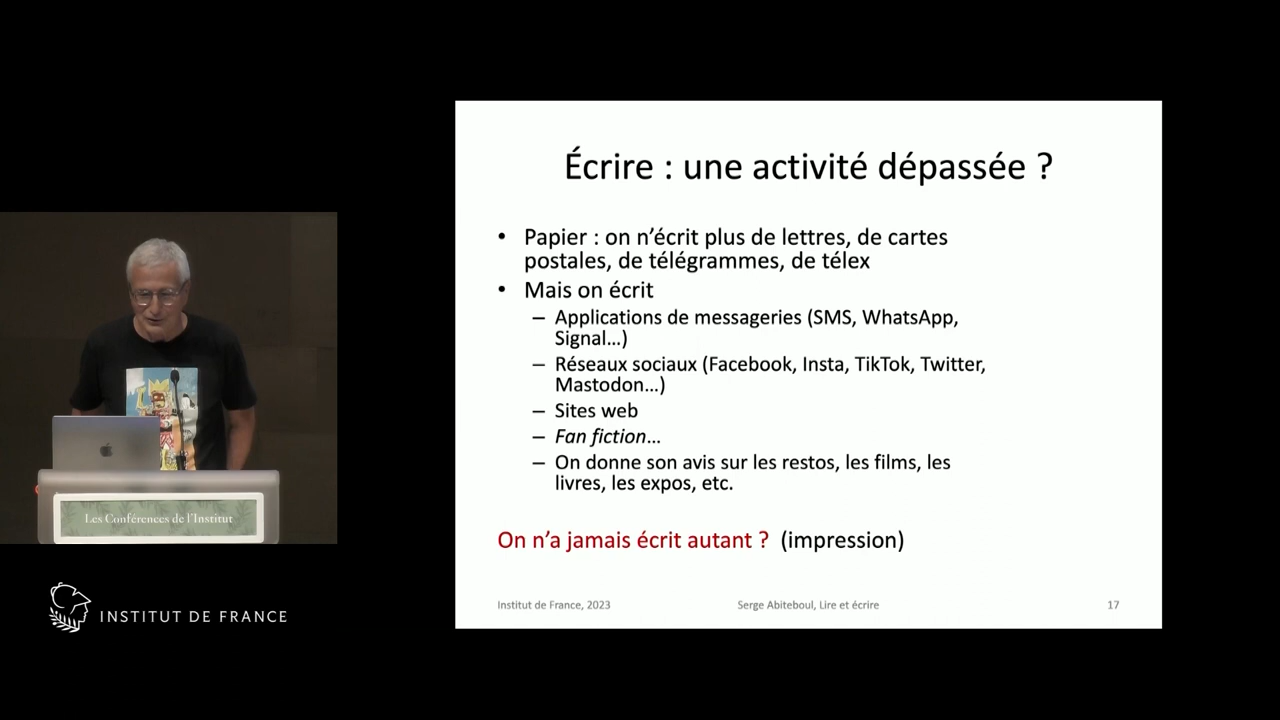 Écrire : une activité dépassée ?
• Papier : on n’écrit plus de lettres, de cartes
postales, de télégrammes, de télex
• Mais on écrit
– Applications de messageries (SMS, WhatsApp,
Signal…)
– Réseaux sociaux (Facebook, Insta, TikTok, Twitter,
Mastodon…)
– Sites web
– Fan fiction…
– On donne son avis sur les restos, les films, les
livres, les expos, etc.
On n’a jamais écrit autant ? (impression)
Institut de France, 2023 Serge Abiteboul, Lire et écrire 17
Les Conférences de l’Institut
INSTITUT DE FRANCE